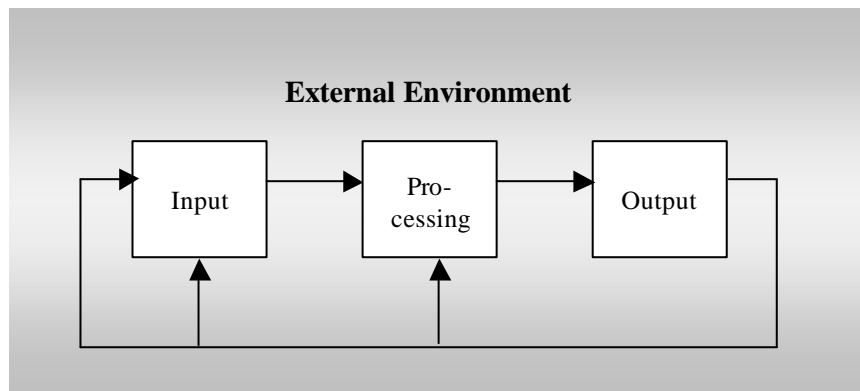 External Environment
Input
Pro-
cessing
Output